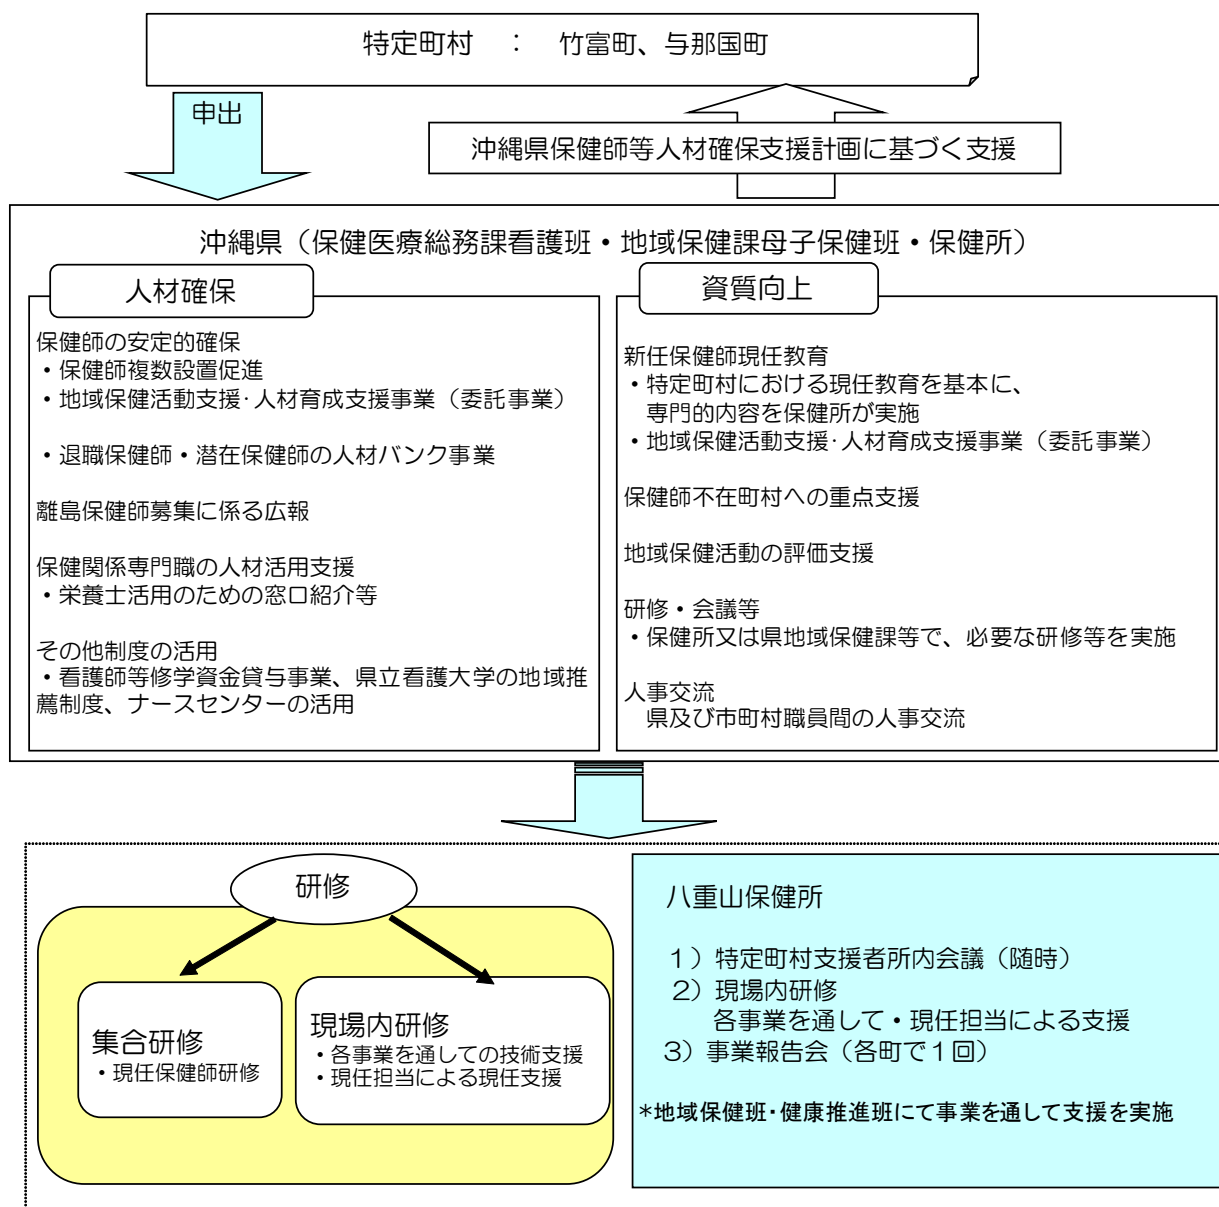 特定町村　：　竹富町、与那国町
申出
沖縄県保健師等人材確保支援計画に基づく支援
沖縄県（保健医療総務課看護班・地域保健課母子保健班・保健所）
人材確保
保健師の安定的確保
・保健師複数設置促進
・地域保健活動支援･人材育成支援事業（委託事業）
・退職保健師・潜在保健師の人材バンク事業
離島保健師募集に係る広報
保健関係専門職の人材活用支援
・栄養士活用のための窓口紹介等
その他制度の活用
・看護師等修学資金貸与事業、県立看護大学の地域推
薦制度、ナースセンターの活用
資質向上
新任保健師現任教育
・特定町村における現任教育を基本に、
専門的内容を保健所が実施
・地域保健活動支援･人材育成支援事業（委託事業）
保健師不在町村への重点支援
地域保健活動の評価支援
研修・会議等
・保健所又は県地域保健課等で、必要な研修等を実施
人事交流
県及び市町村職員間の人事交流
研修
集合研修
・現任保健師研修
現場内研修
・各事業を通しての技術支援
・現任担当による現任支援
八重山保健所
１）特定町村支援者所内会議（随時）
２）現場内研修
各事業を通して・現任担当による支援
３）事業報告会（各町で１回）
*地域保健班・健康推進班にて事業を通して支援を実施